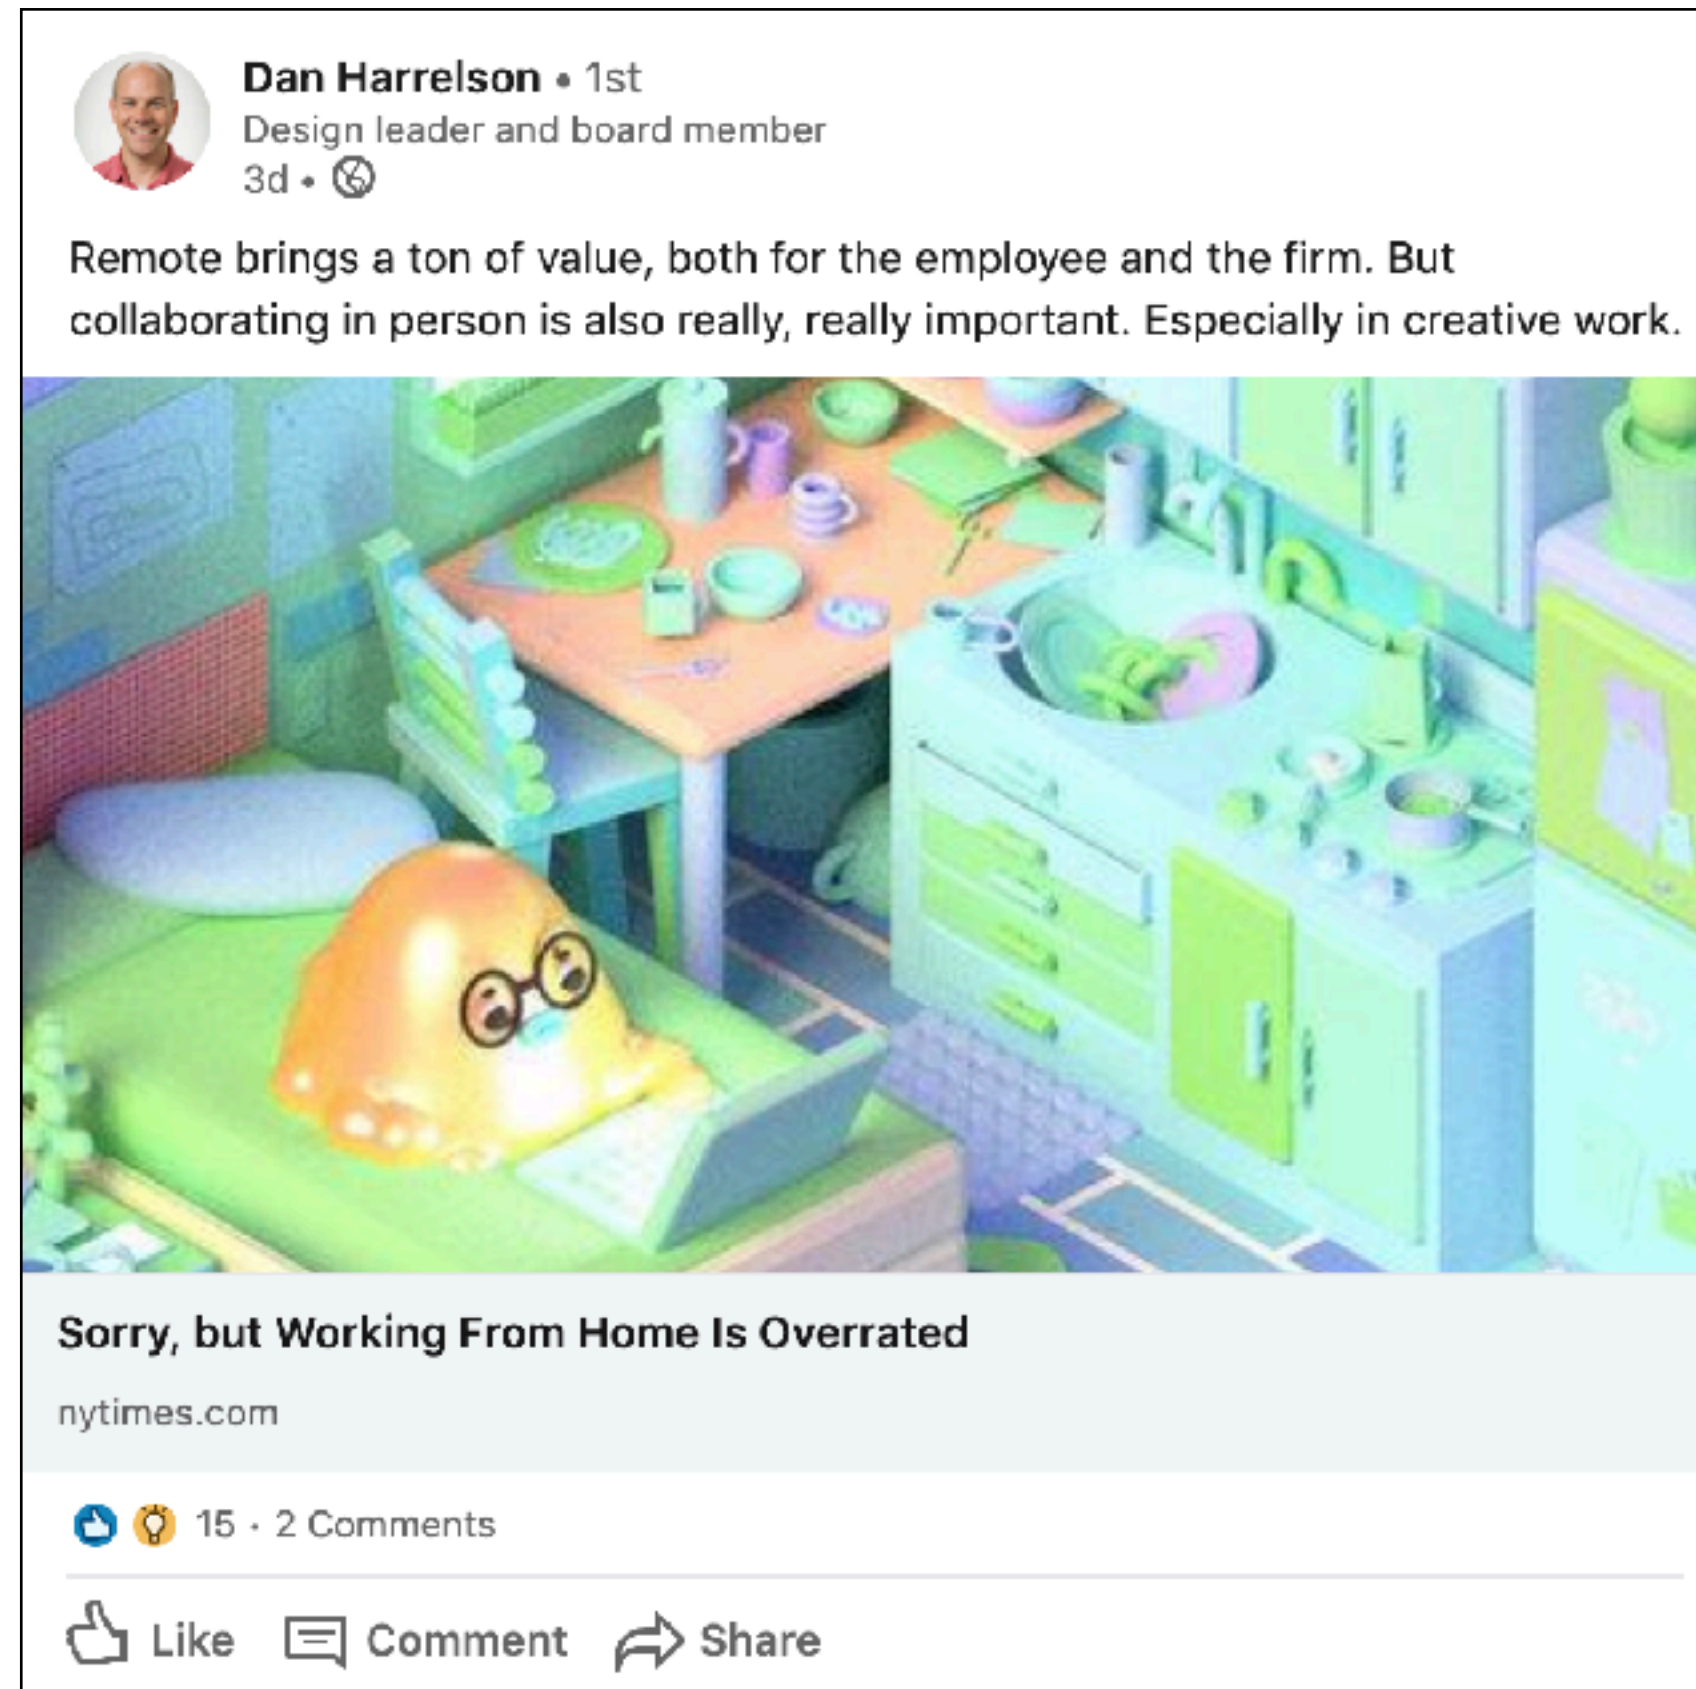 Dan Harrelson • 1st
Design leader and board member
3d •
Remote brings a ton of value, both for the employee and the firm. But
collaborating in person is also really, really important. Especially in creative work.
Sorry, but Working From Home Is Overrated
nytimes.com
15 · 2 Comments
Like Comment Share